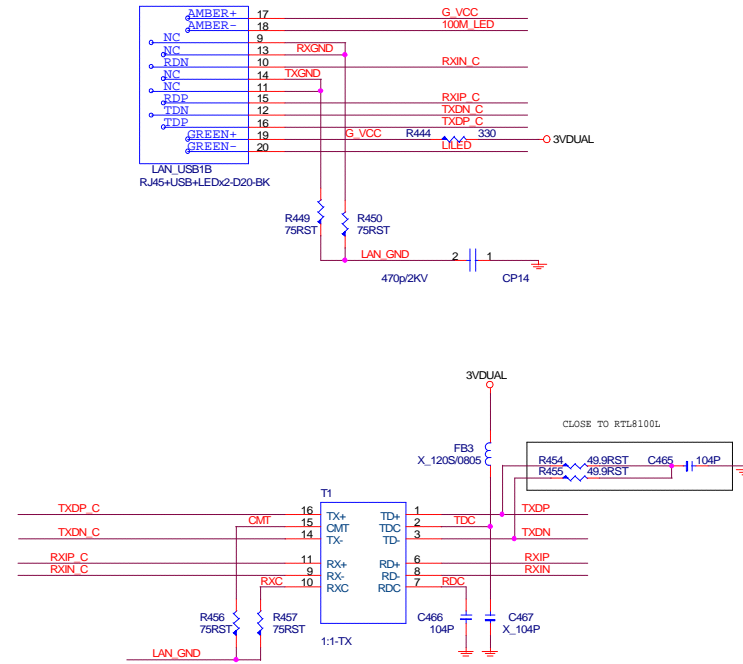 AMBER+ 17 G_VCC
AMBER- 18 100M_LED
NC 9
NC 13 RXGND
RDN 10 RXIN_C
NC 14 TXGND
NC 11
RDP 15 RXIP_C
TDN 12 TXDN_C
TDP 16 TXDP_C
GREEN+ 19 G_VCC R444 330 3VDUAL
GREEN- 20 LILED
LAN_USB1B
RJ45+USB+LEDx2-D20-BK
R449 R450
75RST 75RST
LAN_GND 2 1
470p/2KV CP14
3VDUAL
CLOSE TO RTL8100L
FB3
X_120S/0805
R454 49.9RST C465 104P
R455 49.9RST
T1
TXDP_C 16 TX+ TD+ 1 TXDP
CMT 15 CMT TDC 2 TDC
TXDN_C 14 TX- TD- 3 TXDN
RXIP_C 11 RX+ RD+ 6 RXIP
RXIN_C 9 RX- RD- 8 RXIN
RXC 10 RXC RDC 7 RDC
R456 R457 C466 C467
75RST 75RST 104P X_104P
1:1-TX
LAN_GND